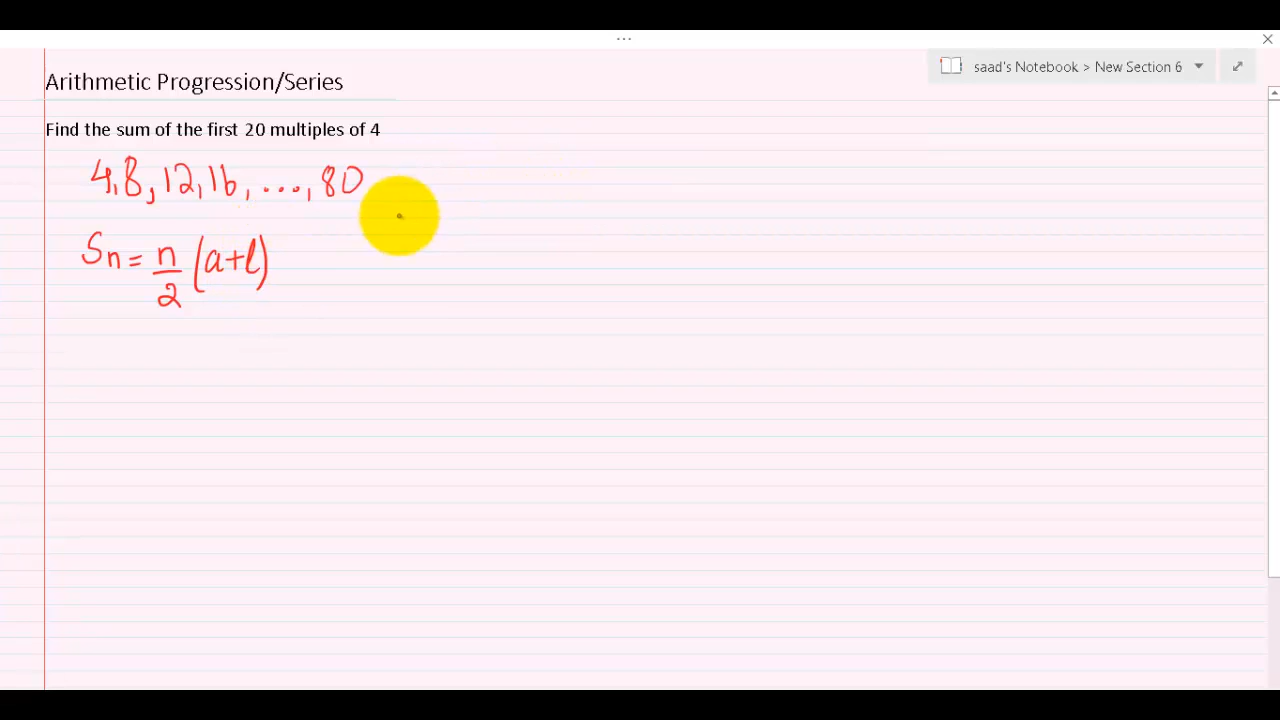 saad's Notebook > New Section 6
Arithmetic Progression/Series
Find the sum of the first 20 multiples of 4
4, 8, 12, 16, ..., 80
Sn = n/2 (a+l)